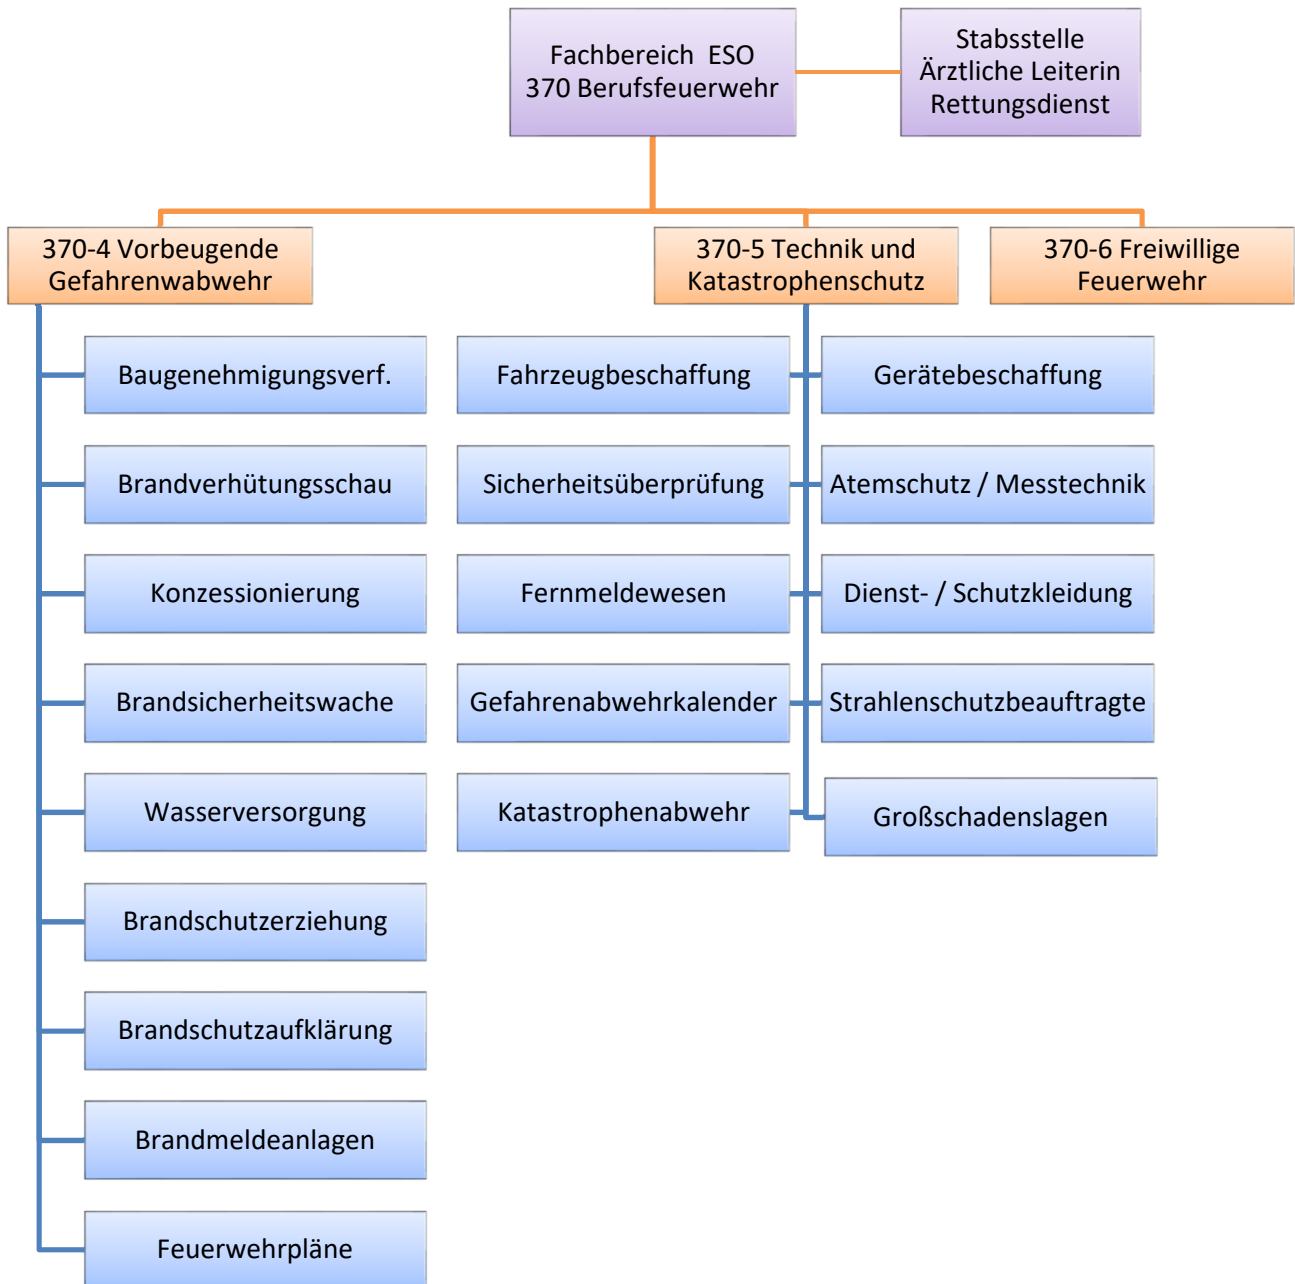 Fachbereich ESO
370 Berufsfeuerwehr
Stabsstelle
Ärztliche Leiterin
Rettungsdienst
370-4 Vorbeugende
Gefahrenwabwehr
370-5 Technik und
Katastrophenschutz
370-6 Freiwillige
Feuerwehr
Baugenehmigungsverf.
Fahrzeugbeschaffung
Gerätebeschaffung
Brandverhütungsschau
Sicherheitsüberprüfung
Atemschutz / Messtechnik
Konzessionierung
Fernmeldewesen
Dienst- / Schutzkleidung
Brandsicherheitswache
Gefahrenabwehrkalender
Strahlenschutzbeauftragte
Wasserversorgung
Katastrophenabwehr
Großschadenslagen
Brandschutzerziehung
Brandschutzaufklärung
Brandmeldeanlagen
Feuerwehrpläne